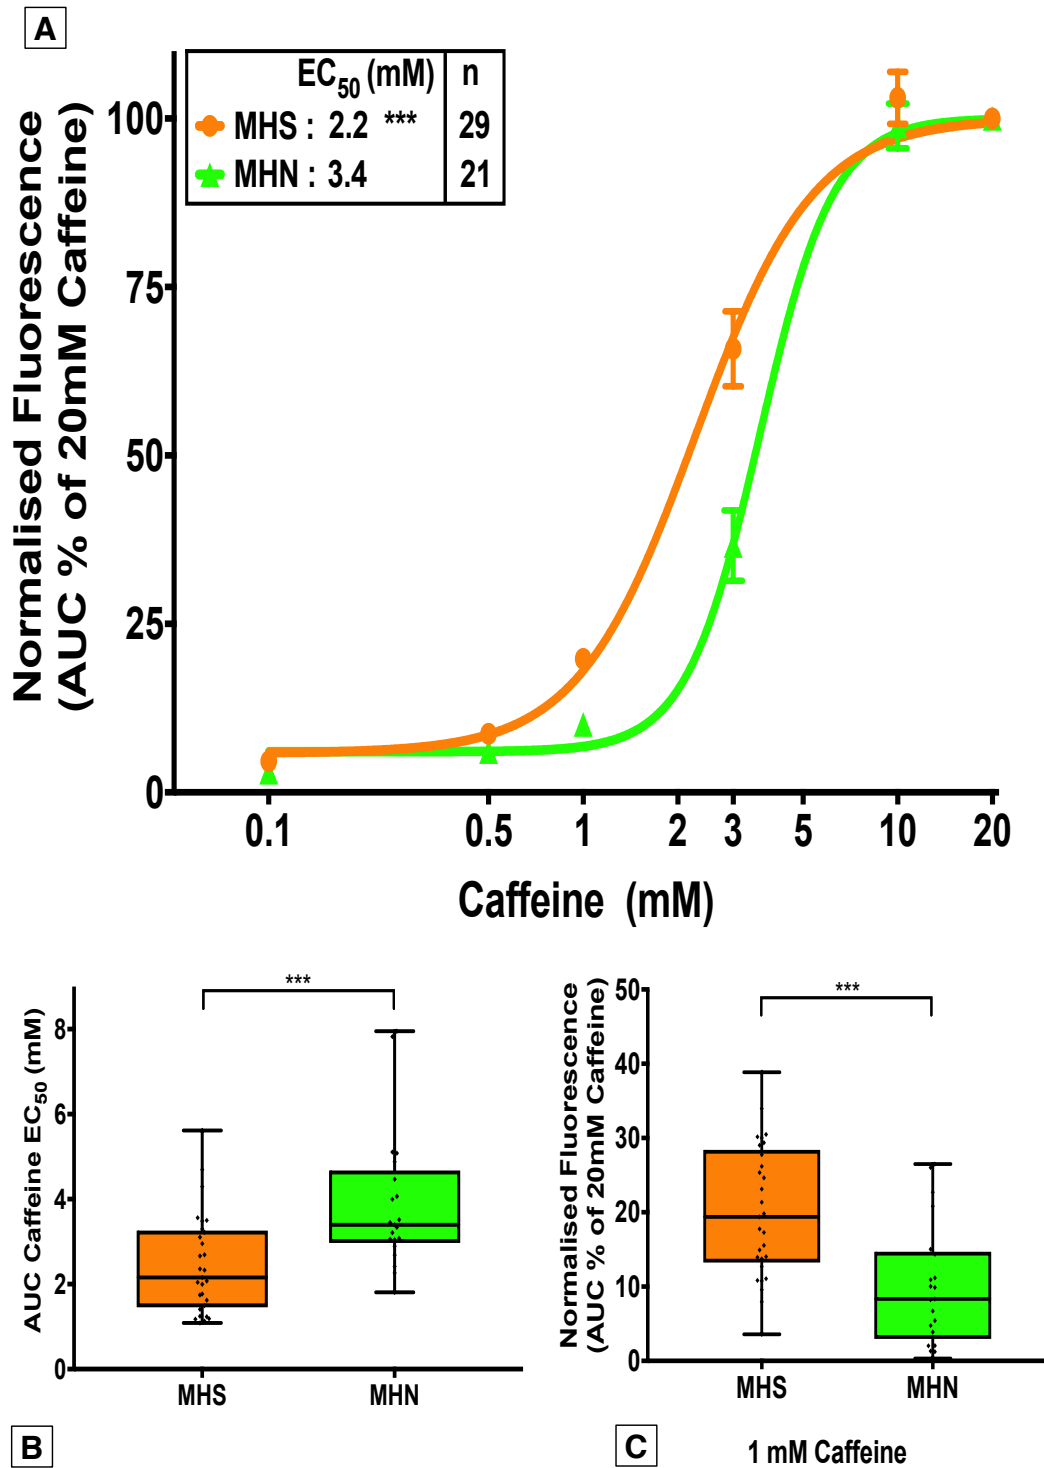 A
EC50 (mM) n
MHS : 2.2 *** 29
MHN : 3.4 21
Normalised Fluorescence
(AUC % of 20mM Caffeine)
100
75
50
25
0
0.1 0.5 1 2 3 5 10 20
Caffeine (mM)
AUC Caffeine EC50 (mM)
8
6
4
2
0
***
MHS MHN
B
Normalised Fluorescence
(AUC % of 20mM Caffeine)
50
40
30
20
10
0
***
MHS MHN
C
1 mM Caffeine